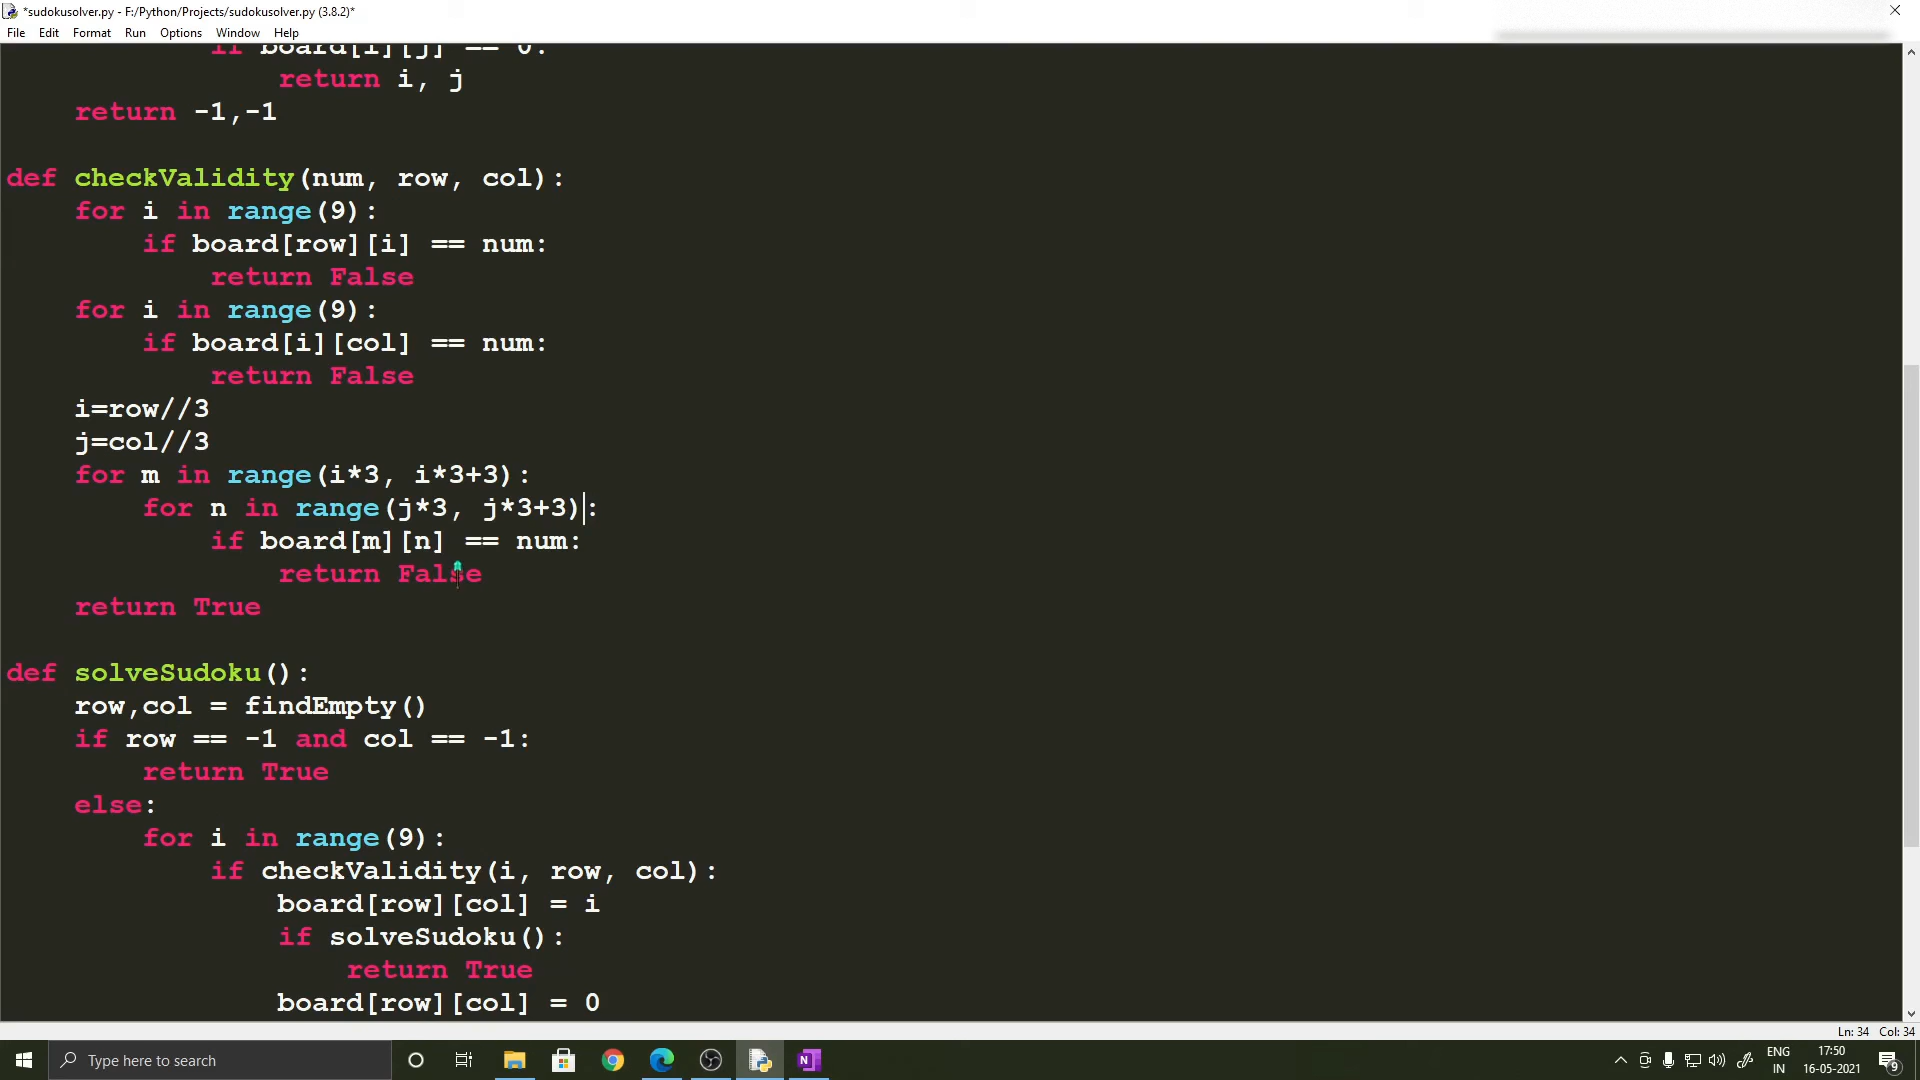 *sudokusolver.py - F:/Python/Projects/sudokusolver.py (3.8.2)*
File Edit Format Run Options Window Help
if board[i][j] == 0:
return i, j
return -1,-1
def checkValidity(num, row, col):
for i in range(9):
if board[row][i] == num:
return False
for i in range(9):
if board[i][col] == num:
return False
i=row//3
j=col//3
for m in range(i*3, i*3+3):
for n in range(j*3, j*3+3):
if board[m][n] == num:
return False
return True
def solveSudoku():
row,col = findEmpty()
if row == -1 and col == -1:
return True
else:
for i in range(9):
if checkValidity(i, row, col):
board[row][col] = i
if solveSudoku():
return True
board[row][col] = 0
Ln: 34 Col: 34
Type here to search
N
ENG
IN
17:50
16-05-2021
9